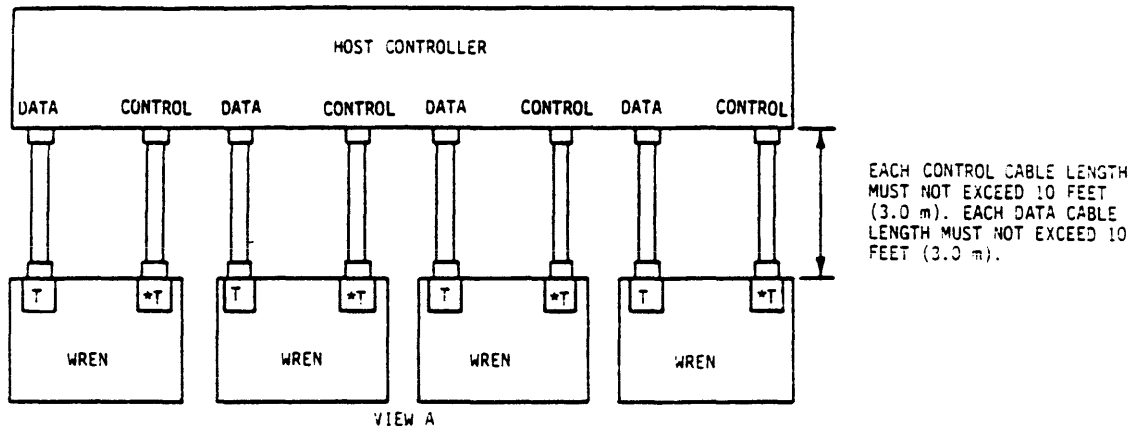 HOST CONTROLLER
DATA CONTROL DATA CONTROL DATA CONTROL DATA CONTROL
EACH CONTROL CABLE LENGTH
MUST NOT EXCEED 10 FEET
(3.0 m). EACH DATA CABLE
LENGTH MUST NOT EXCEED 10
FEET (3.0 m).
T *T T *T T *T T *T
WREN WREN WREN WREN
VIEW A